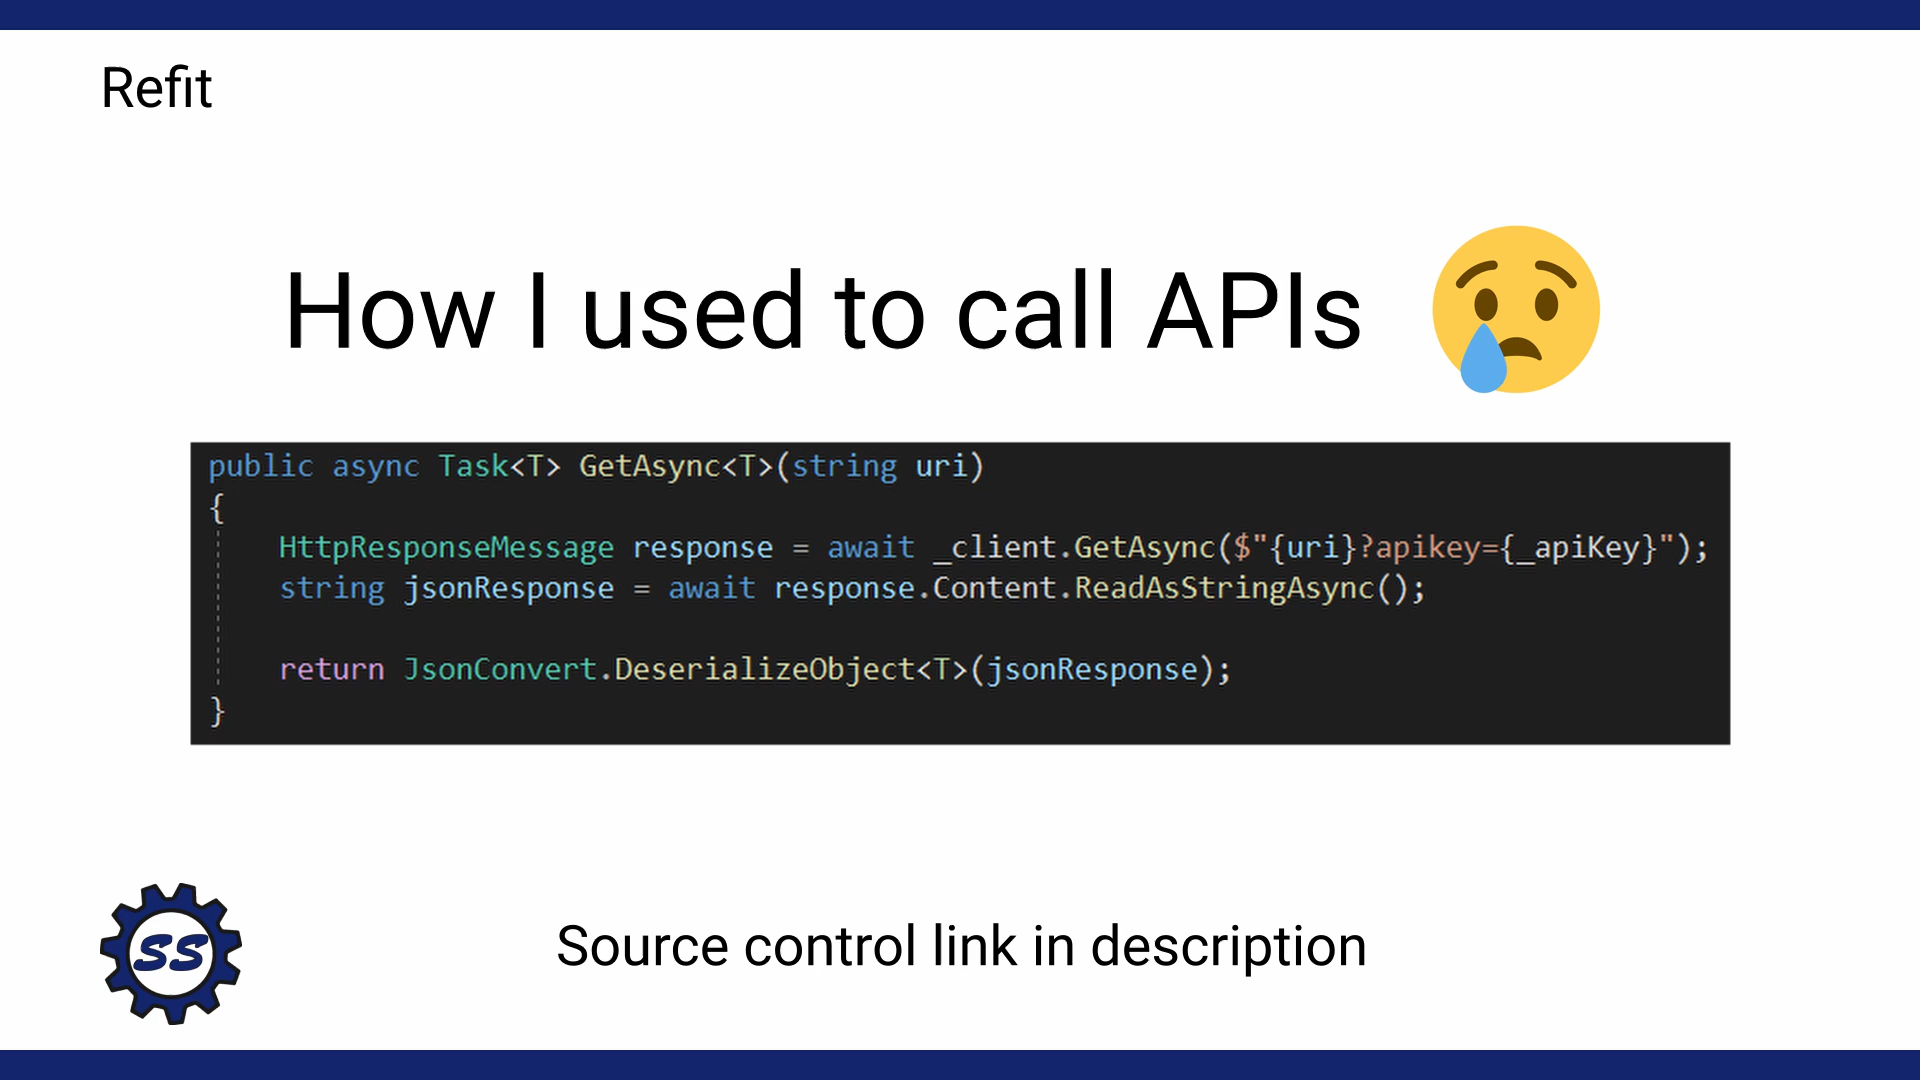 Refit
How I used to call APIs
public async Task<T> GetAsync<T>(string uri)
{
HttpResponseMessage response = await _client.GetAsync($"{uri}?apikey={_apiKey}");
string jsonResponse = await response.Content.ReadAsStringAsync();
return JsonConvert.DeserializeObject<T>(jsonResponse);
}
SS
Source control link in description